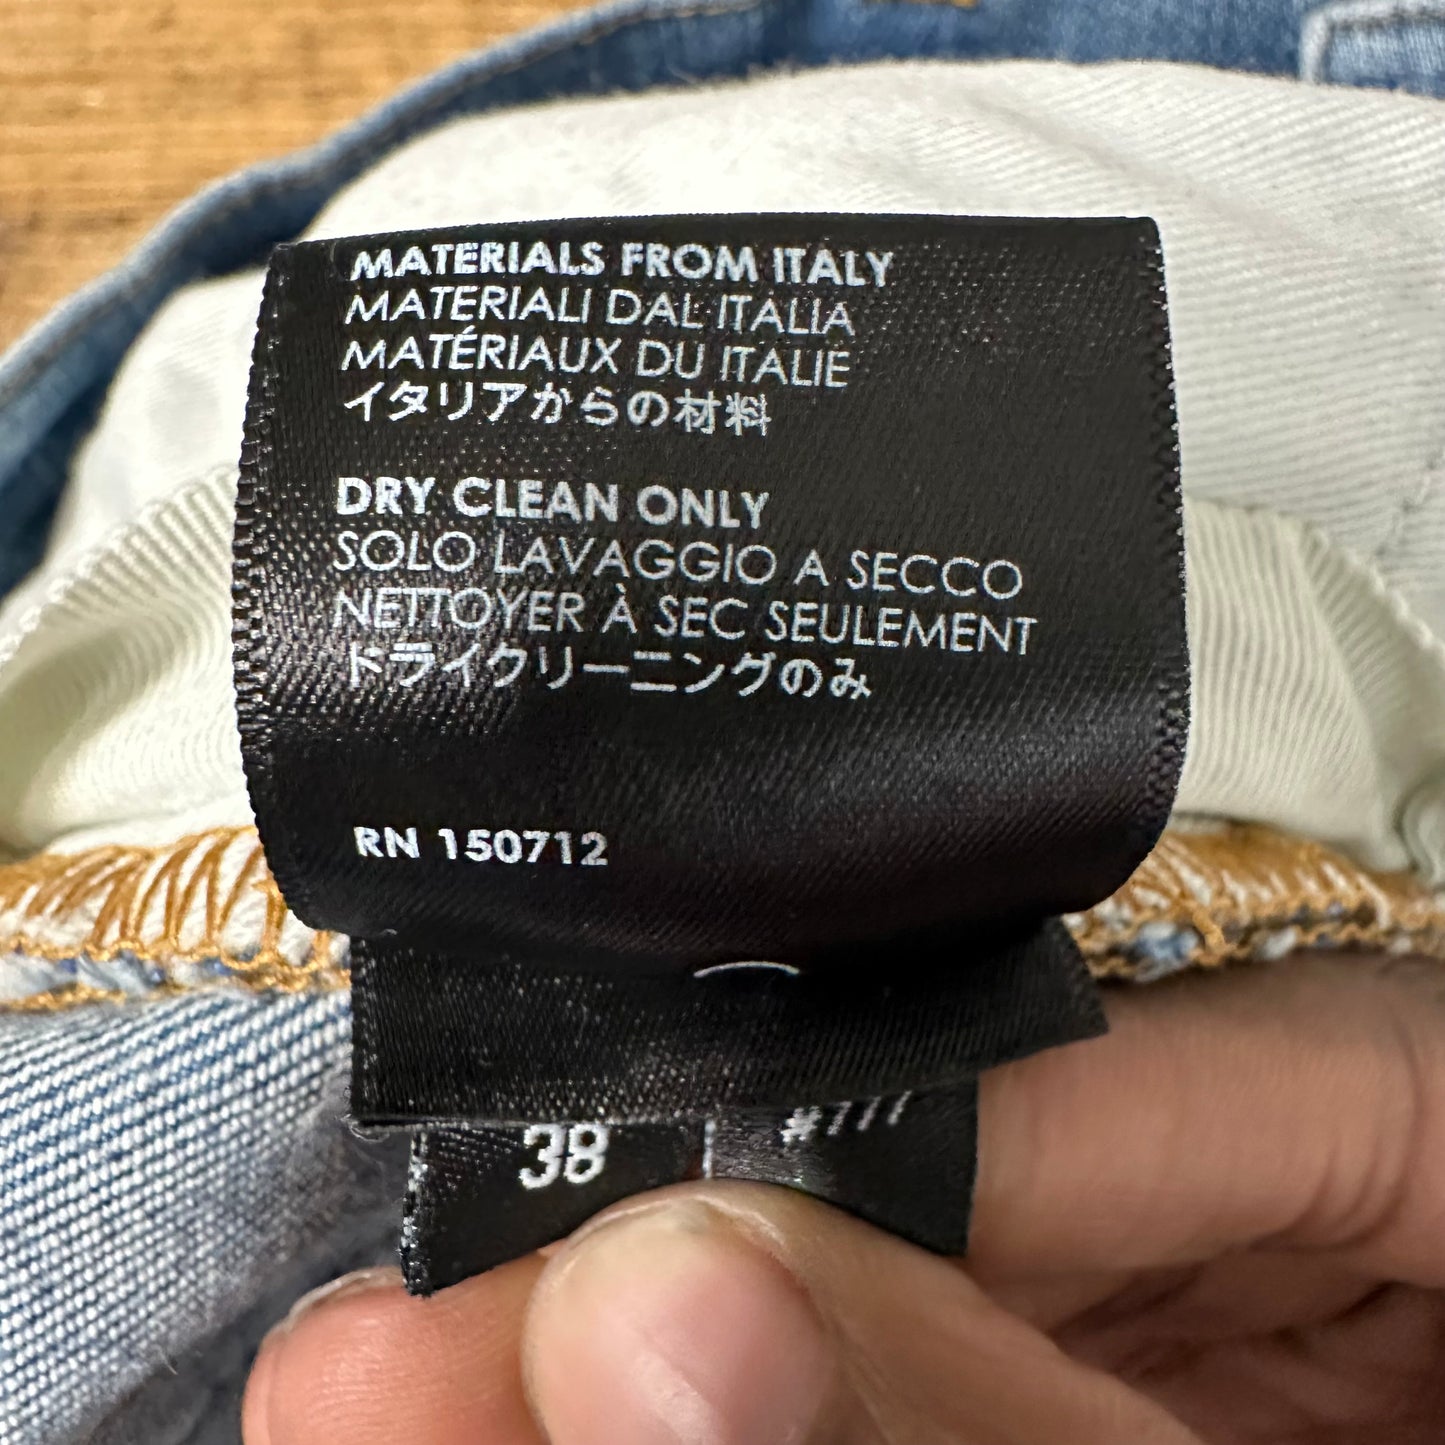 MATERIALS FROM ITALY
MATERIALI DAL ITALIA
MATÉRIAUX DU ITALIE
イタリアからの材料
DRY CLEAN ONLY
SOLO LAVAGGIO A SECCO
NETTOYER À SEC SEULEMENT
ドライクリーニングのみ
RN 150712
38
#777